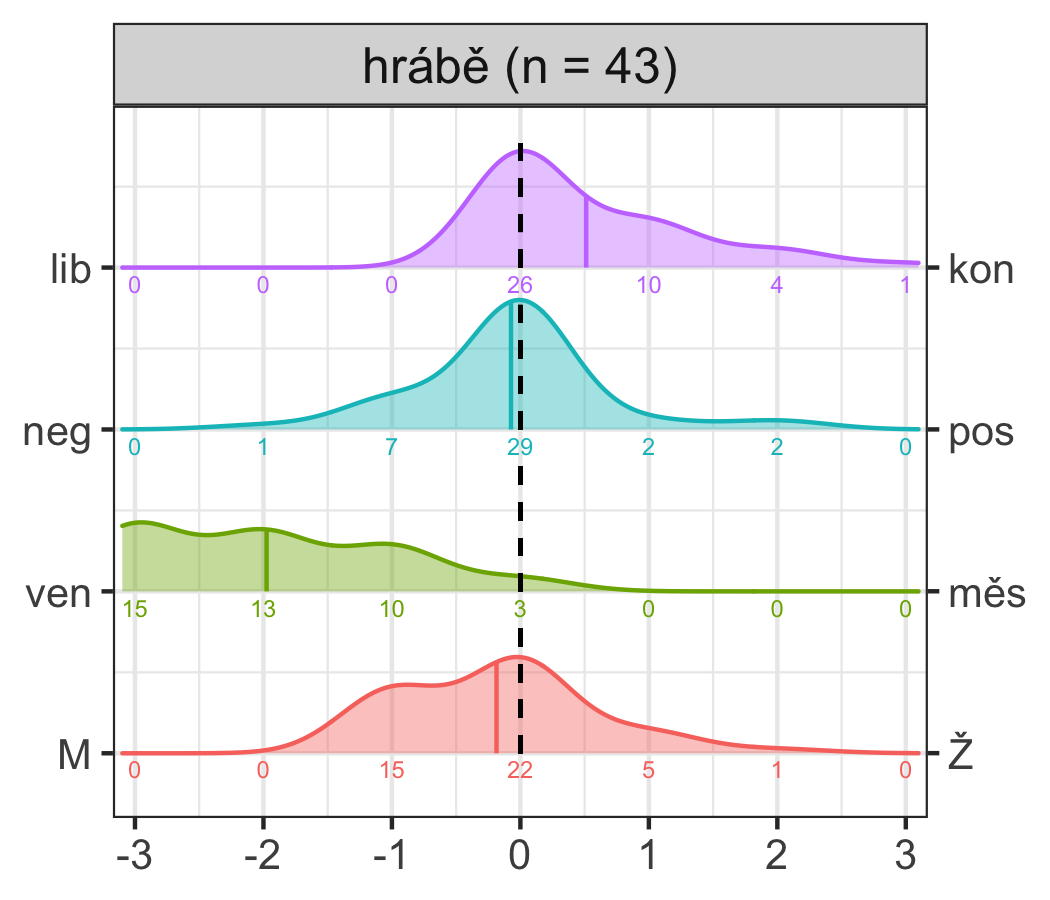 hrábě (n = 43)
lib kon
0 0 0 26 10 4 1
neg pos
0 1 7 29 2 2 0
ven měs
15 13 10 3 0 0 0
M Ž
0 0 15 22 5 1 0
-3 -2 -1 0 1 2 3